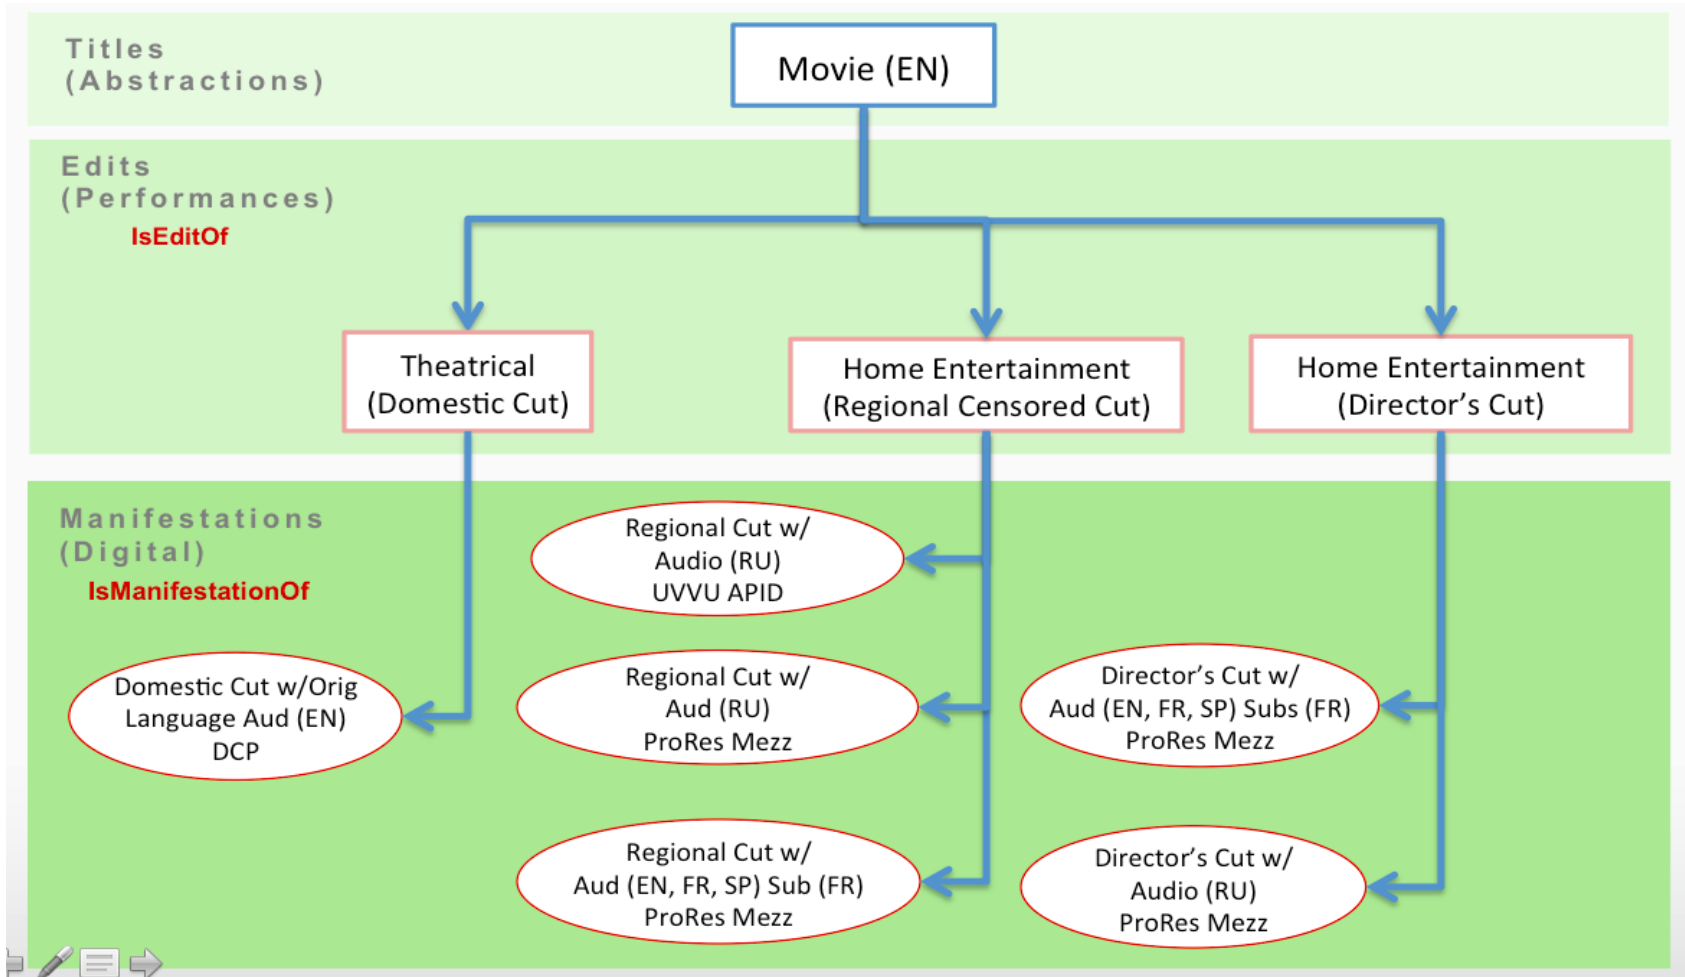 Titles
(Abstractions)
Movie (EN)
Edits
(Performances)
IsEditOf
Theatrical
(Domestic Cut)
Home Entertainment
(Regional Censored Cut)
Home Entertainment
(Director's Cut)
Manifestations
(Digital)
IsManifestationOf
Domestic Cut w/Orig
Language Aud (EN)
DCP
Regional Cut w/
Audio (RU)
UVVU APID
Regional Cut w/
Aud (RU)
ProRes Mezz
Regional Cut w/
Aud (EN, FR, SP) Sub (FR)
ProRes Mezz
Director's Cut w/
Aud (EN, FR, SP) Subs (FR)
ProRes Mezz
Director's Cut w/
Audio (RU)
ProRes Mezz